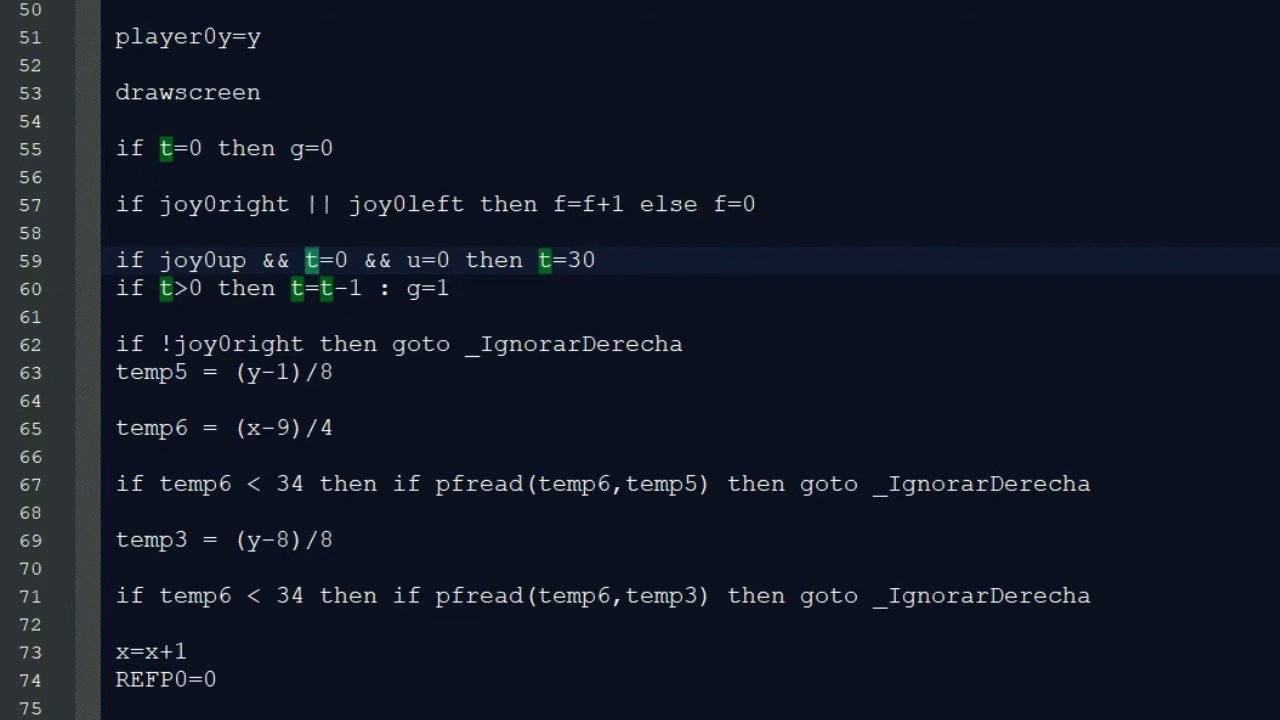 50
51 player0y=y
52
53 drawscreen
54
55 if t=0 then g=0
56
57 if joy0right || joy0left then f=f+1 else f=0
58
59 if joy0up && t=0 && u=0 then t=30
60 if t>0 then t=t-1 : g=1
61
62 if !joy0right then goto _IgnorarDerecha
63 temp5 = (y-1)/8
64
65 temp6 = (x-9)/4
66
67 if temp6 < 34 then if pfread(temp6,temp5) then goto _IgnorarDerecha
68
69 temp3 = (y-8)/8
70
71 if temp6 < 34 then if pfread(temp6,temp3) then goto _IgnorarDerecha
72
73 x=x+1
74 REFP0=0
75